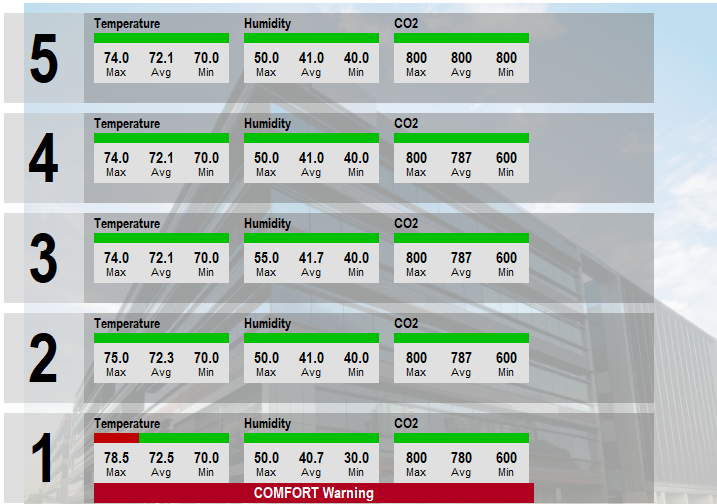 Temperature Humidity CO2
5 74.0 72.1 70.0 50.0 41.0 40.0 800 800 800
Max Avg Min Max Avg Min Max Avg Min
Temperature Humidity CO2
4 74.0 72.1 70.0 50.0 41.0 40.0 800 787 600
Max Avg Min Max Avg Min Max Avg Min
Temperature Humidity CO2
3 74.0 72.1 70.0 55.0 41.7 40.0 800 787 600
Max Avg Min Max Avg Min Max Avg Min
Temperature Humidity CO2
2 75.0 72.3 70.0 50.0 41.0 40.0 800 787 600
Max Avg Min Max Avg Min Max Avg Min
Temperature Humidity CO2
1 78.5 72.5 70.0 50.0 40.7 30.0 800 780 600
Max Avg Min Max Avg Min Max Avg Min
COMFORT Warning